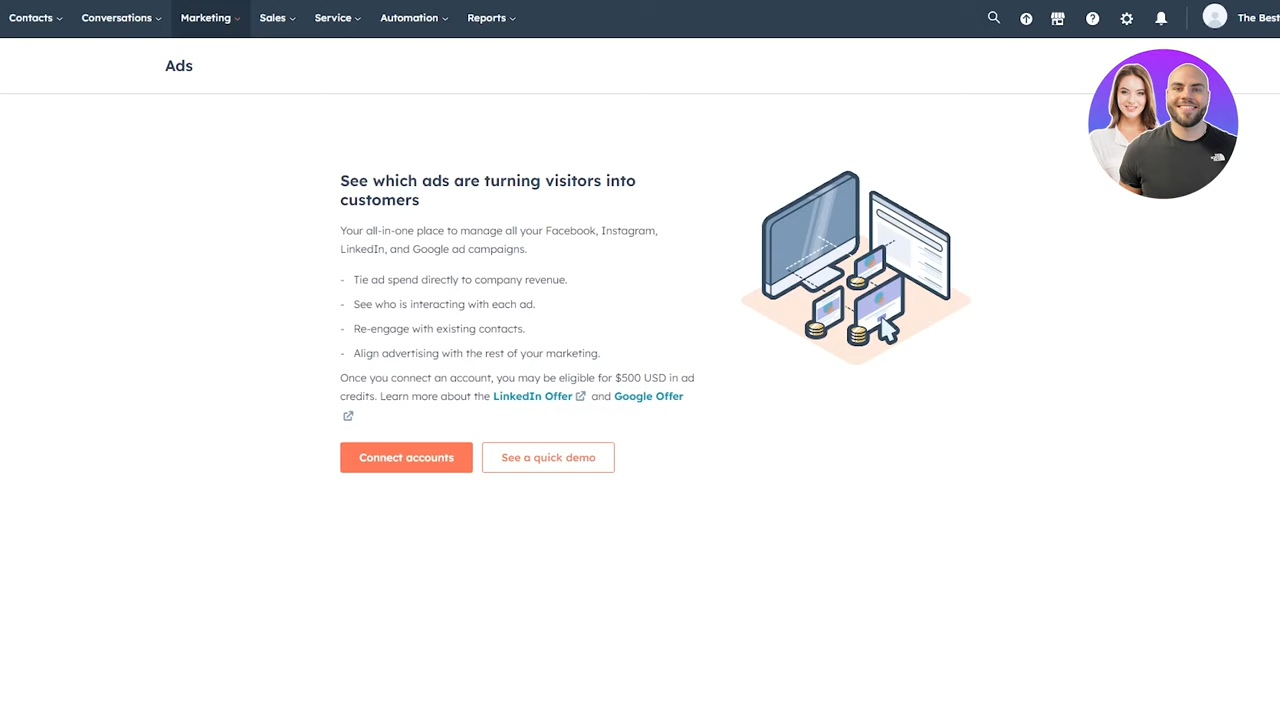 Contacts Conversations Marketing Sales Service Automation Reports The Best
Ads
See which ads are turning visitors into
customers
Your all-in-one place to manage all your Facebook, Instagram,
LinkedIn, and Google ad campaigns.
- Tie ad spend directly to company revenue.
- See who is interacting with each ad.
- Re-engage with existing contacts.
- Align advertising with the rest of your marketing.
Once you connect an account, you may be eligible for $500 USD in ad
credits. Learn more about the LinkedIn Offer and Google Offer
Connect accounts See a quick demo